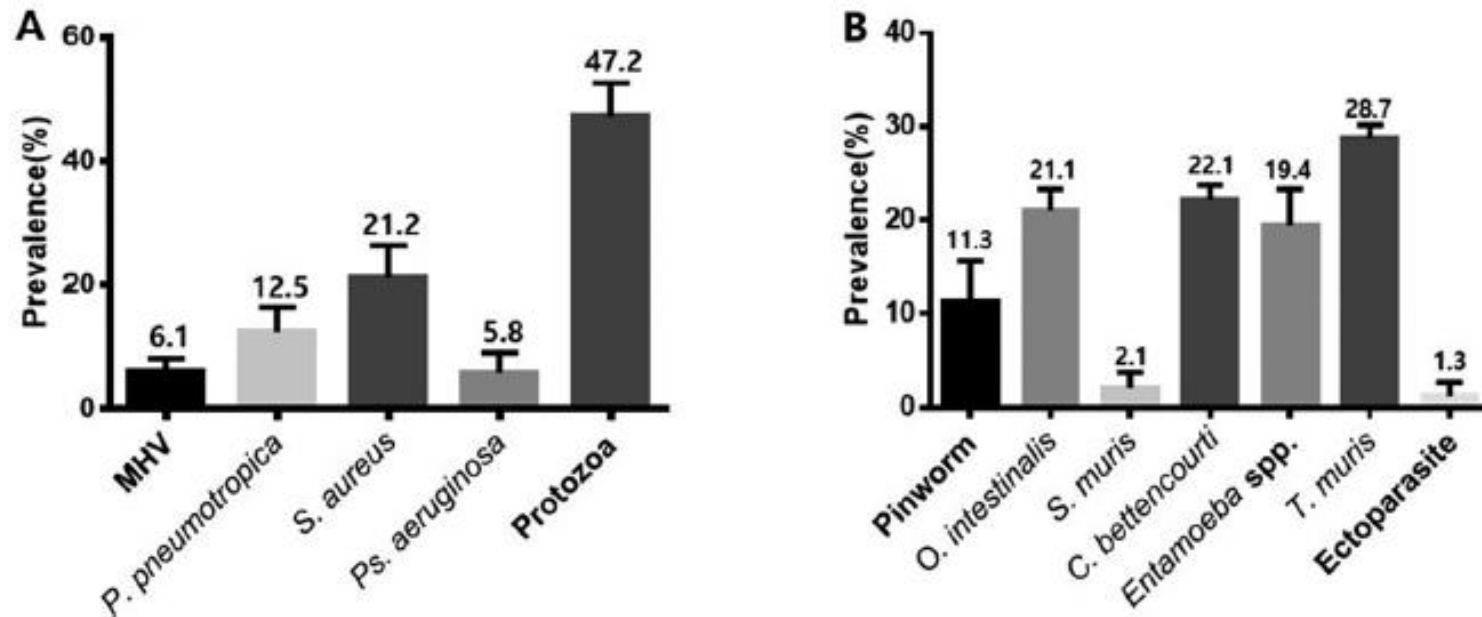 A
Prevalence(%)
60
40
20
0
6.1
12.5
21.2
5.8
47.2
MHV
P. pneumotropica
S. aureus
Ps. aeruginosa
Protozoa
B
Prevalence(%)
40
30
20
10
0
11.3
21.1
2.1
22.1
19.4
28.7
1.3
Pinworm
O. intestinalis
S. muris
C. bettencourti
Entamoeba spp.
T. muris
Ectoparasite